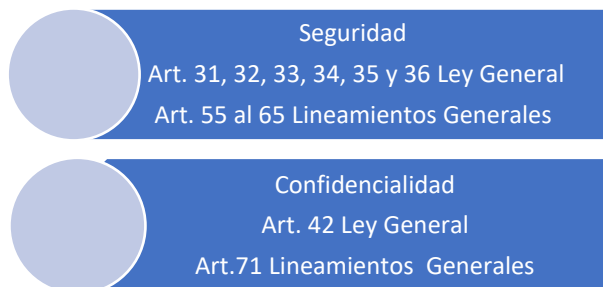 Seguridad
Art. 31, 32, 33, 34, 35 y 36 Ley General
Art. 55 al 65 Lineamientos Generales
Confidencialidad
Art. 42 Ley General
Art.71 Lineamientos  Generales